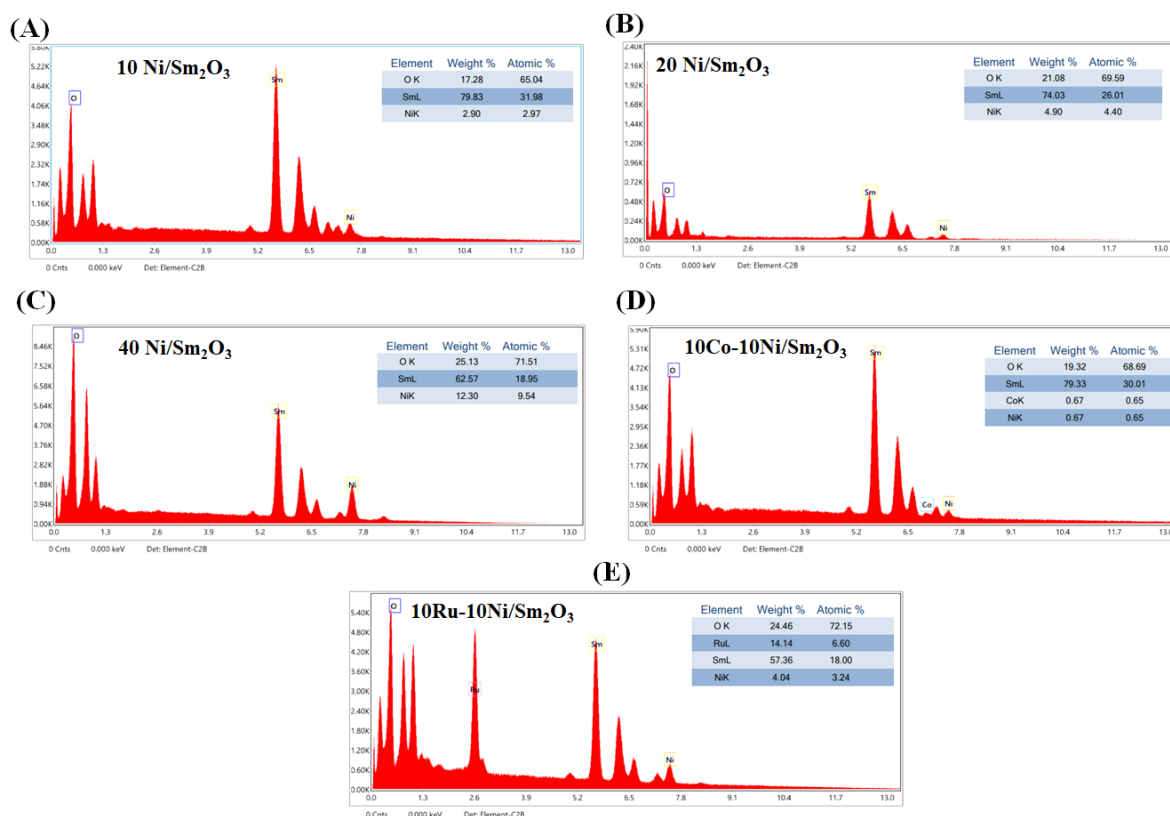 (A)
10 Ni/Sm₂O₃
Element Weight % Atomic %
O K 17.28 65.04
SmL 79.83 31.98
NiK 2.90 2.97
5.80K
5.22K
4.64K
4.06K
3.48K
2.90K
2.32K
1.74K
1.16K
0.58K
0.00K
O
Sm
Ni
0.0 1.3 2.6 3.9 5.2 6.5 7.8 9.1 10.4 11.7 13.0
0 Cnts 0.000 keV Det: Element-C2B
(B)
20 Ni/Sm₂O₃
Element Weight % Atomic %
O K 21.08 69.59
SmL 74.03 26.01
NiK 4.90 4.40
2.40K
2.16K
1.92K
1.68K
1.44K
1.20K
0.96K
0.72K
0.48K
0.24K
0.00K
O
Sm
Ni
0.0 1.3 2.6 3.9 5.2 6.5 7.8 9.1 10.4 11.7 13.0
0 Cnts 0.000 keV Det: Element-C2B
(C)
40 Ni/Sm₂O₃
Element Weight % Atomic %
O K 25.13 71.51
SmL 62.57 18.95
NiK 12.30 9.54
8.46K
7.52K
6.58K
5.64K
4.70K
3.76K
2.82K
1.88K
0.94K
0.00K
O
Sm
Ni
0.0 1.3 2.6 3.9 5.2 6.5 7.8 9.1 10.4 11.7 13.0
0 Cnts 0.000 keV Det: Element-C2B
(D)
10Co-10Ni/Sm₂O₃
Element Weight % Atomic %
O K 19.32 68.69
SmL 79.33 30.01
CoK 0.67 0.65
NiK 0.67 0.65
5.90K
5.31K
4.72K
4.13K
3.54K
2.95K
2.36K
1.77K
1.18K
0.59K
0.00K
O
Sm
Co
Ni
0.0 1.3 2.6 3.9 5.2 6.5 7.8 9.1 10.4 11.7 13.0
0 Cnts 0.000 keV Det: Element-C2B
(E)
10Ru-10Ni/Sm₂O₃
Element Weight % Atomic %
O K 24.46 72.15
RuL 14.14 6.60
SmL 57.36 18.00
NiK 4.04 3.24
5.40K
4.80K
4.20K
3.60K
3.00K
2.40K
1.80K
1.20K
0.60K
0.00K
O
Ru
Sm
Ni
0.0 1.3 2.6 3.9 5.2 6.5 7.8 9.1 10.4 11.7 13.0
0 Cnts 0.000 keV Det: Element-C2B